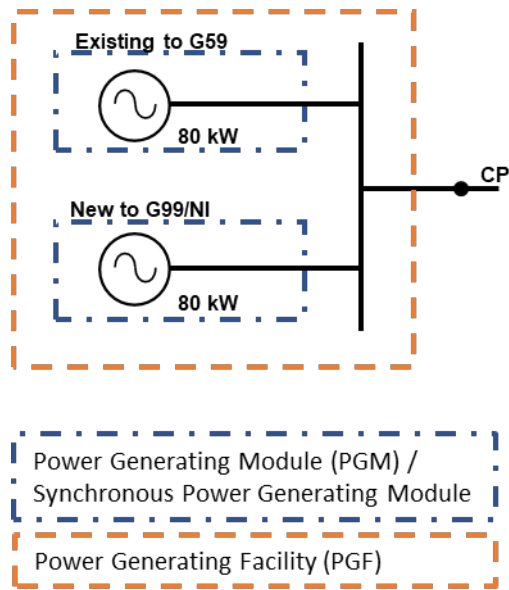 Existing to G59
80 kW
CP
New to G99/NI
80 kW
Power Generating Module (PGM) /
Synchronous Power Generating Module
Power Generating Facility (PGF)